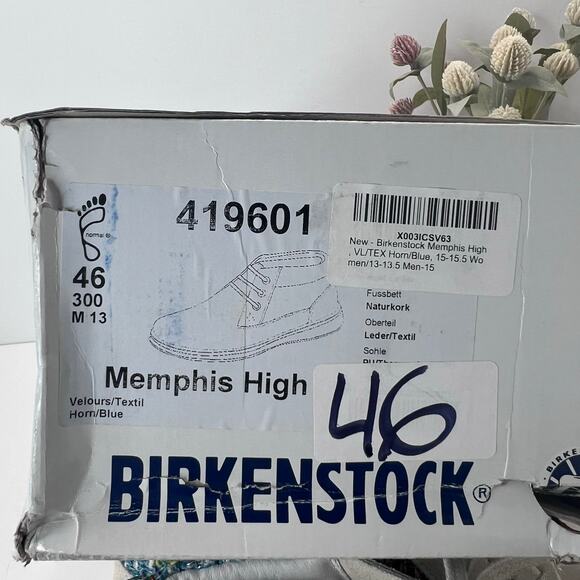 normal ®
46
300
M 13
419601
X003ICSV63
New - Birkenstock Memphis High
, VL/TEX Horn/Blue, 15-15.5 Wo
men/13-13.5 Men-15
Fussbett
Naturkork
Oberteil
Leder/Textil
Sohle
Memphis High
Velours/Textil
Horn/Blue
46
BIRKENSTOCK®